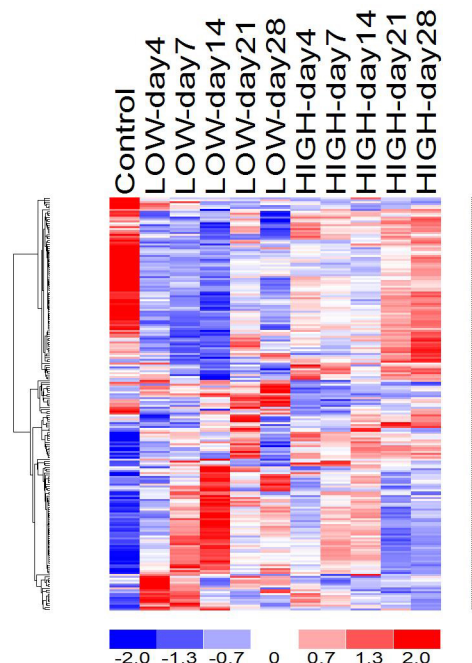 Control
LOW-day4
LOW-day7
LOW-day14
LOW-day21
LOW-day28
HIGH-day4
HIGH-day7
HIGH-day14
HIGH-day21
HIGH-day28
-2.0 -1.3 -0.7 0 0.7 1.3 2.0